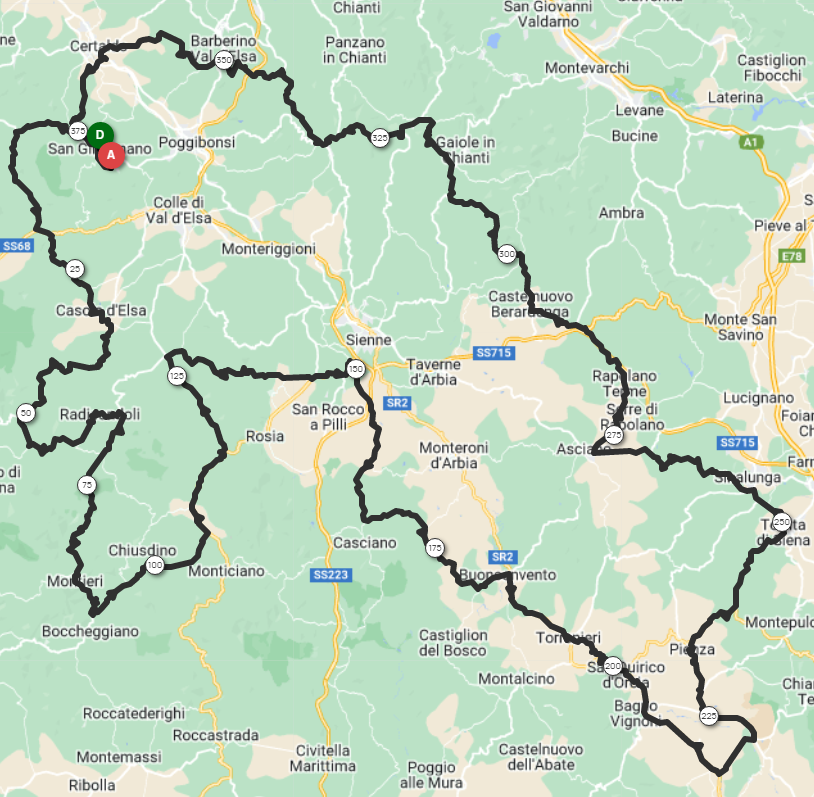 Chianti
San Giovanni
Valdarno
Certaldo
Barberino
Val d'Elsa
Panzano
in Chianti
Castiglion
Fibocchi
350
Montevarchi
Laterina
Levane
Bucine
A1
375
D
325
San Gimignano
A
Poggibonsi
Gaiole in
Chianti
Colle di
Val d'Elsa
Ambra
Pieve al
SS68
Monteriggioni
300
E78
25
Castelnuovo
Berardenga
Casole d'Elsa
Monte San
Savino
Sienne
SS715
Taverne
d'Arbia
150
125
Rapolano
Terme
SR2
Lucignano
50
Radicondoli
San Rocco
a Pilli
Serre di
Rapolano
Foiar
Rosia
275
SS715
Monteroni
d'Arbia
Asciano
Farr
Sinalunga
75
250
Casciano
Chiusdino
175
SR2
100
Monticiano
SS223
Buonconvento
Montieri
Boccheggiano
Castiglion
del Bosco
Torrenieri
Montepulc
Pienza
200
San Quirico
d'Orcia
Montalcino
Chian
Bagno
Vignoni
225
Roccatederighi
Roccastrada
Civitella
Marittima
Castelnuovo
dell'Abate
Montemassi
Poggio
alle Mura
Ribolla